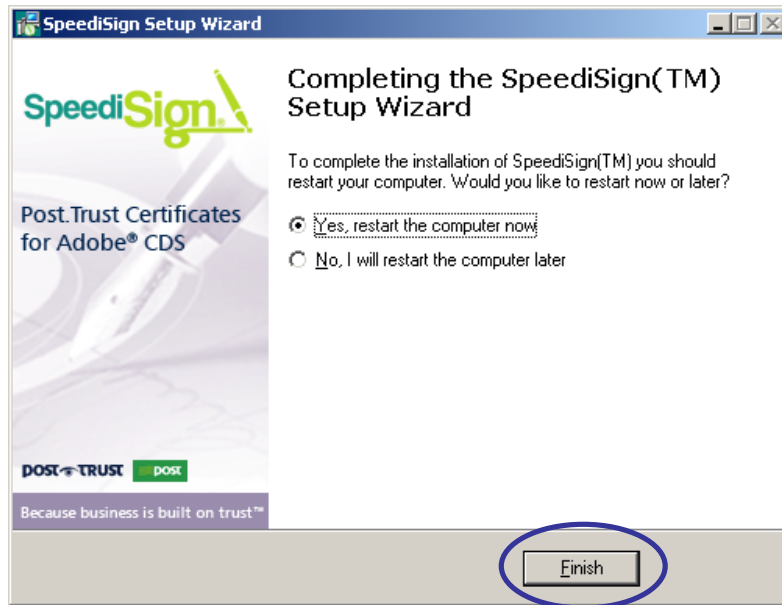 SpeediSign Setup Wizard
SpeediSign.
Post.Trust Certificates
for Adobe® CDS
POST TRUST post
Because business is built on trust™
Completing the SpeediSign(TM)
Setup Wizard
To complete the installation of SpeediSign(TM) you should
restart your computer. Would you like to restart now or later?
Yes, restart the computer now
No, I will restart the computer later
Finish